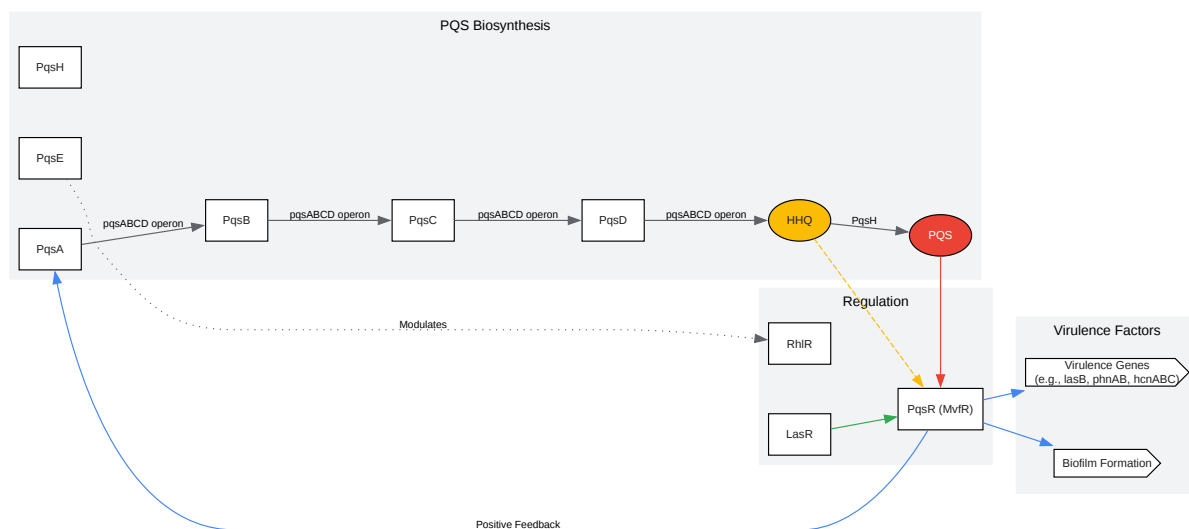 PQS Biosynthesis
PqsH
PqsE
PqsA
pqsABCD operon
PqsB
pqsABCD operon
PqsC
pqsABCD operon
PqsD
pqsABCD operon
HHQ
PqsH
PQS
Modulates
Regulation
RhlR
LasR
PqsR (MvfR)
Virulence Factors
Virulence Genes
(e.g., lasB, phnAB, hcnABC)
Biofilm Formation
Positive Feedback